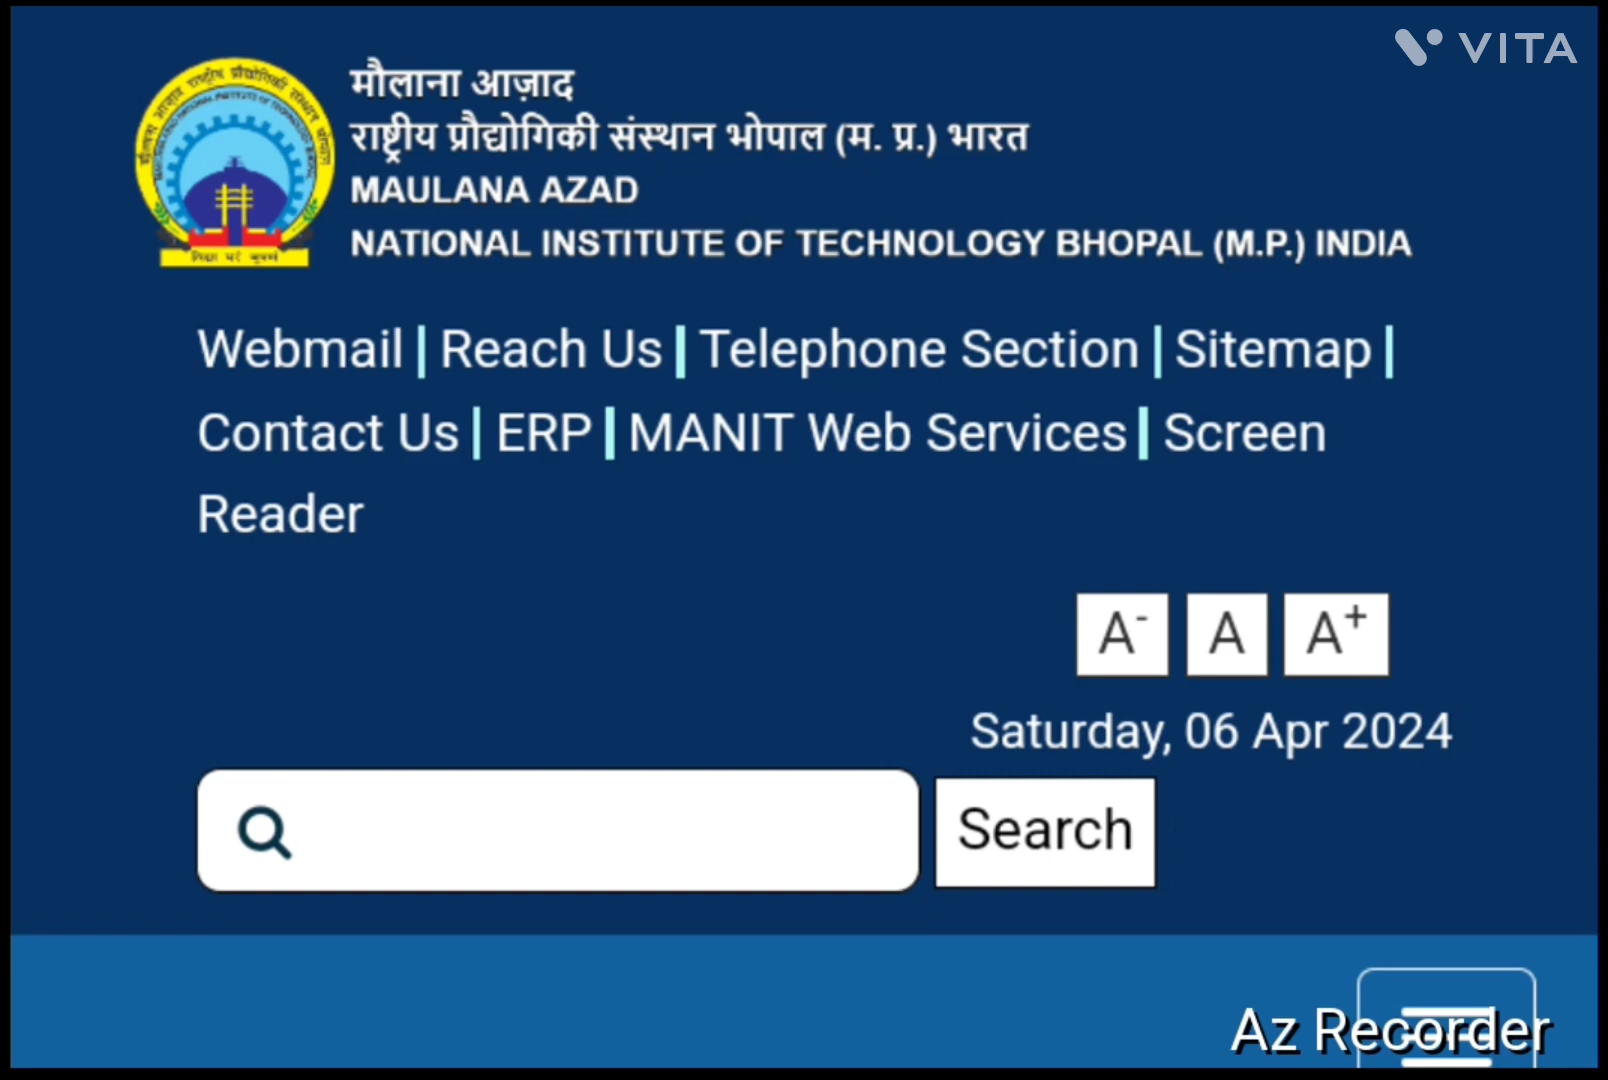 VITA
मौलाना आज़ाद
राष्ट्रीय प्रौद्योगिकी संस्थान भोपाल (म. प्र.) भारत
MAULANA AZAD
NATIONAL INSTITUTE OF TECHNOLOGY BHOPAL (M.P.) INDIA
Webmail | Reach Us | Telephone Section | Sitemap |
Contact Us | ERP | MANIT Web Services | Screen
Reader
A- A A+
Saturday, 06 Apr 2024
Search
Az Recorder